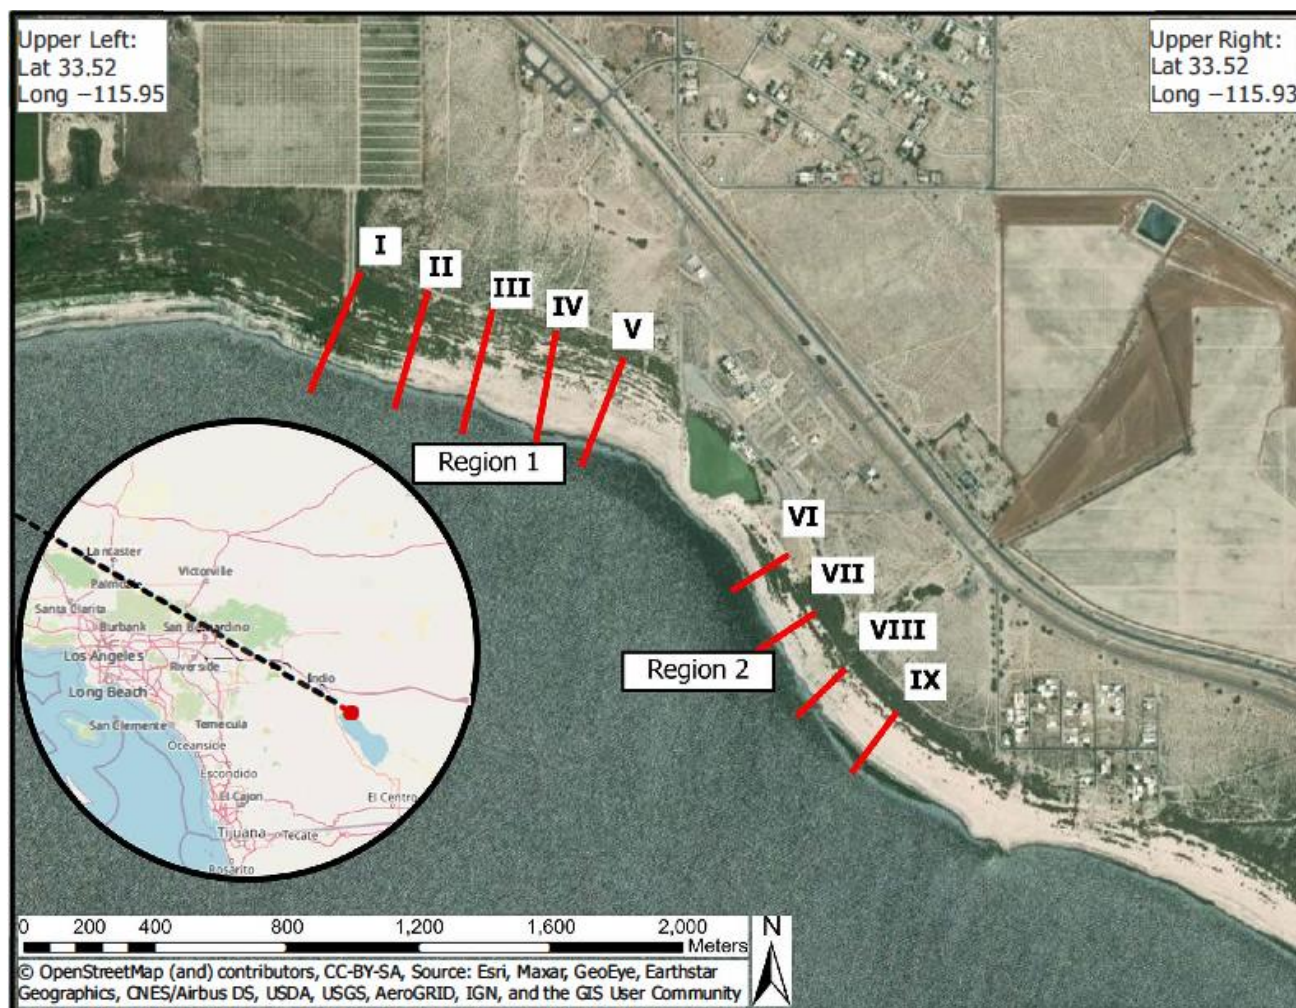 Upper Left:
Lat 33.52
Long −115.95
Upper Right:
Lat 33.52
Long −115.93
I
II
III
IV
V
Region 1
VI
VII
VIII
IX
Region 2
Lancaster
Victorville
Santa Clarita
Burbank
San Bernardino
Los Angeles
Riverside
Long Beach
Indio
San Clemente
Temecula
Oceanside
Escondido
El Cajon
El Centro
Tijuana
Tecate
Rosarito
0 200 400 800 1,200 1,600 2,000
Meters
N
© OpenStreetMap (and) contributors, CC-BY-SA, Source: Esri, Maxar, GeoEye, Earthstar
Geographics, CNES/Airbus DS, USDA, USGS, AeroGRID, IGN, and the GIS User Community